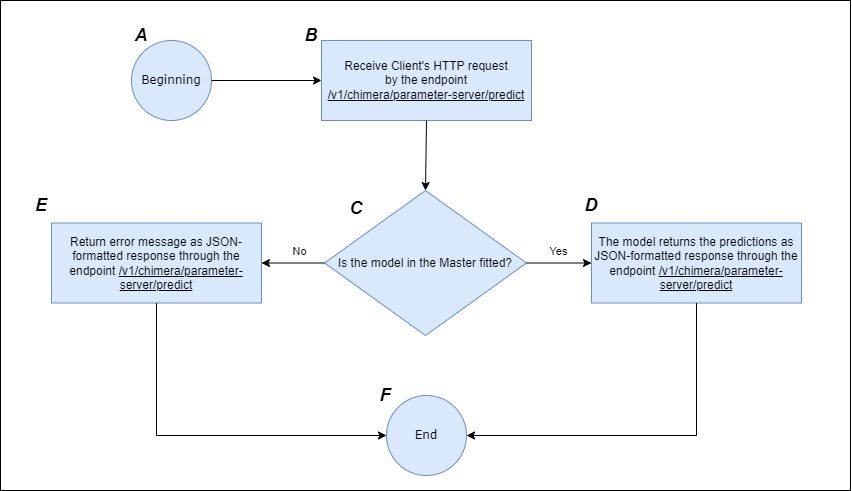 A
Beginning
B
Receive Client's HTTP request
by the endpoint
/v1/chimera/parameter-server/predict
C
Is the model in the Master fitted?
No
Yes
E
Return error message as JSON-
formatted response through the
endpoint /v1/chimera/parameter-
server/predict
D
The model returns the predictions as
JSON-formatted response through the
endpoint /v1/chimera/parameter-
server/predict
F
End